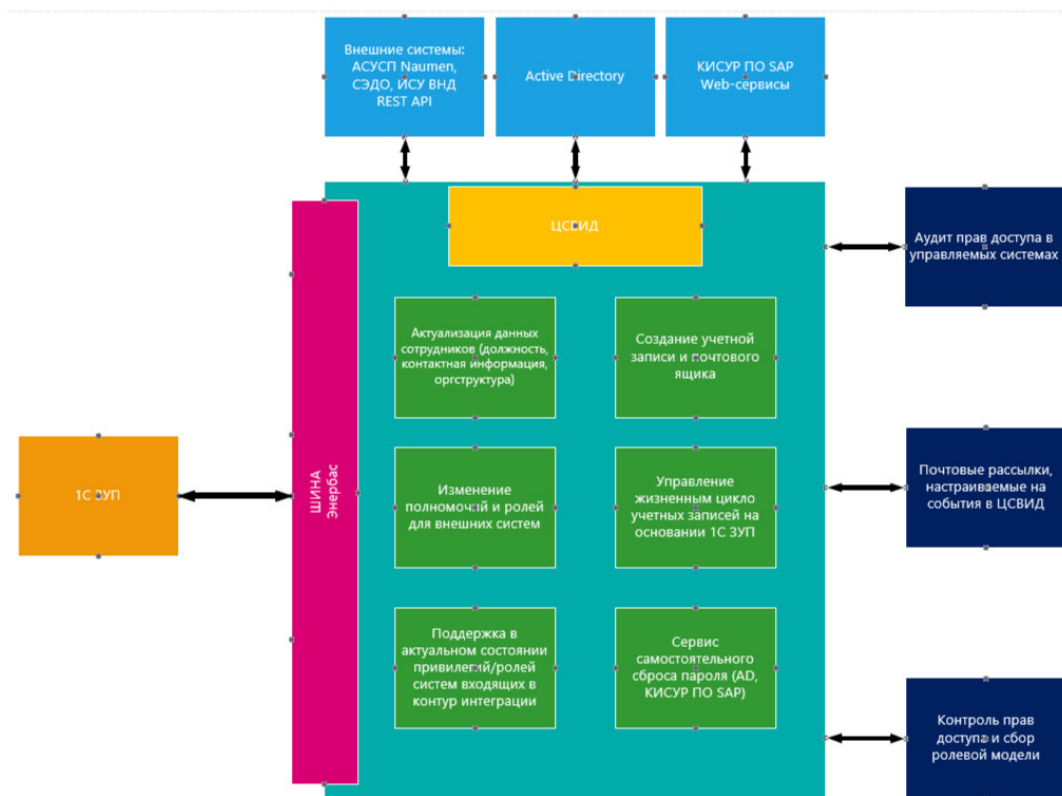 Внешние системы:
АСУСП Naumen,
СЭДО, ИСУ ВНД
REST API
Active Directory
КИСУР ПО SAP
Web-сервисы
ЦСВИД
Аудит прав доступа в
управляемых системах
Актуализация данных
сотрудников (должность,
контактная информация,
оргструктура)
Создание учетной
записи и почтового
ящика
1С ЗУП
ШИНА
Энербас
Изменение
полномочий и ролей
для внешних систем
Управление
жизненным цикло
учетных записей на
основании 1С ЗУП
Почтовые рассылки,
настраиваемые на
события в ЦСВИД
Поддержка в
актуальном состоянии
привилегий/ролей
систем входящих в
контур интеграции
Сервис
самостоятельного
сброса пароля (AD,
КИСУР ПО SAP)
Контроль прав
доступа и сбор
ролевой модели